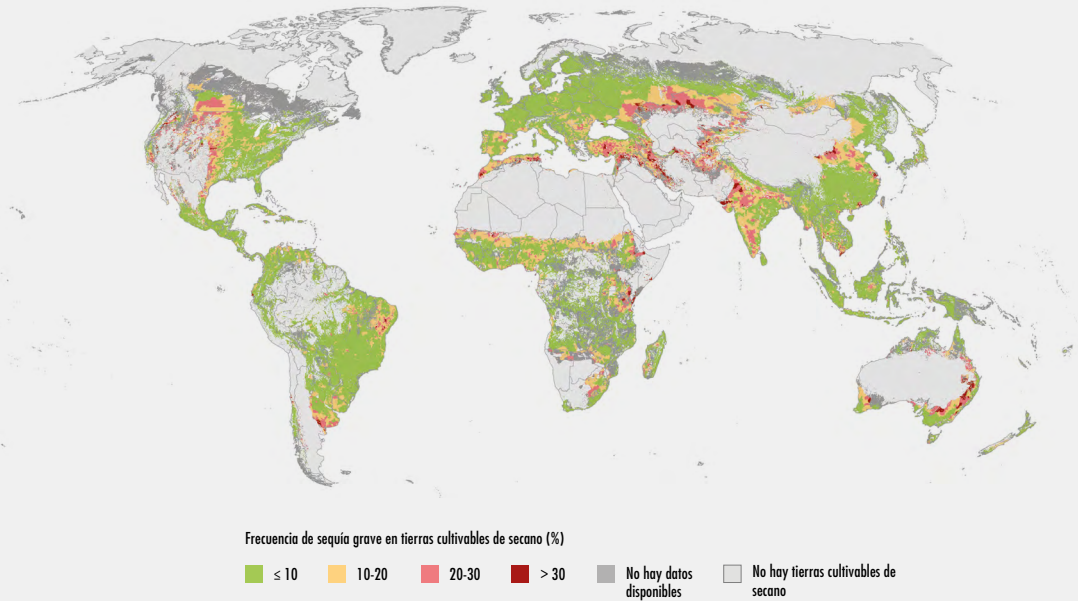 Frecuencia de sequía grave en tierras cultivables de secano (%)
≤ 10
10-20
20-30
> 30
No hay datos
disponibles
No hay tierras cultivables de
secano